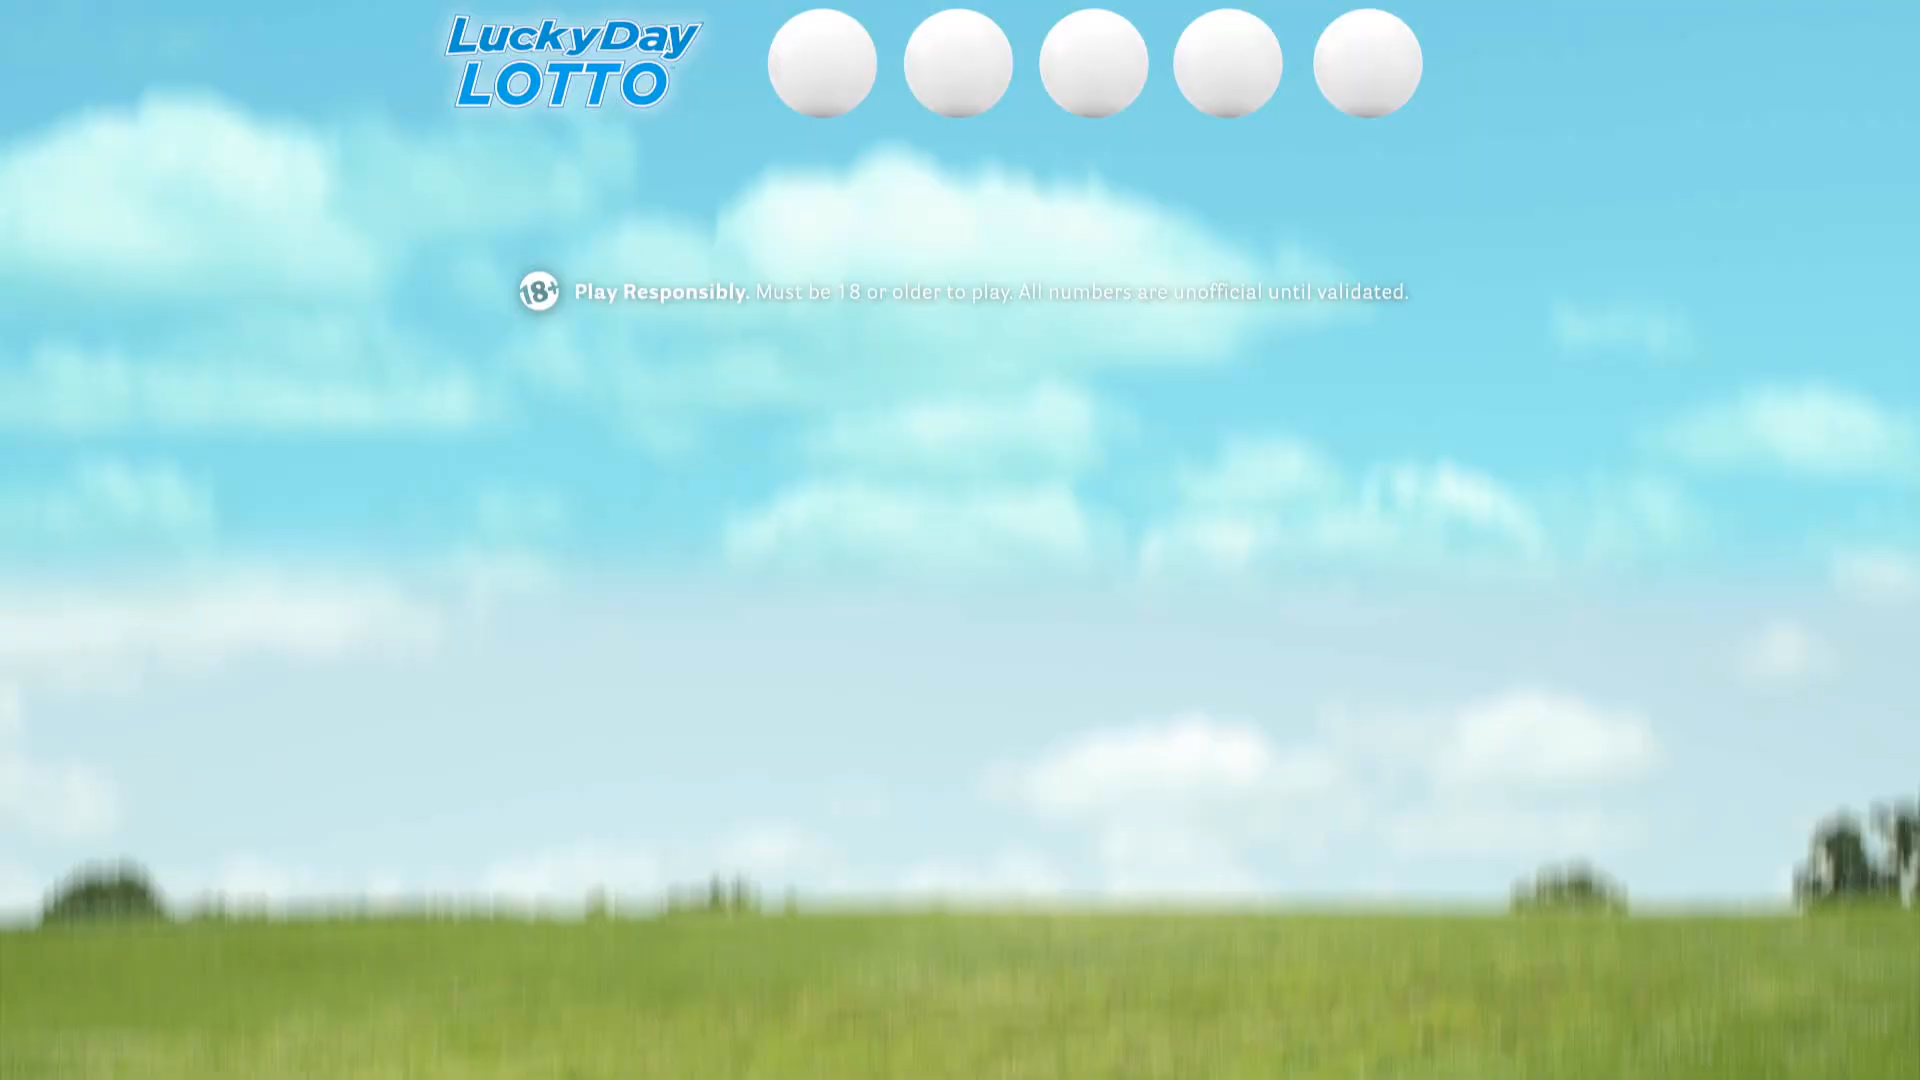 LuckyDay
LOTTO
18+ Play Responsibly. Must be 18 or older to play. All numbers are unofficial until validated.